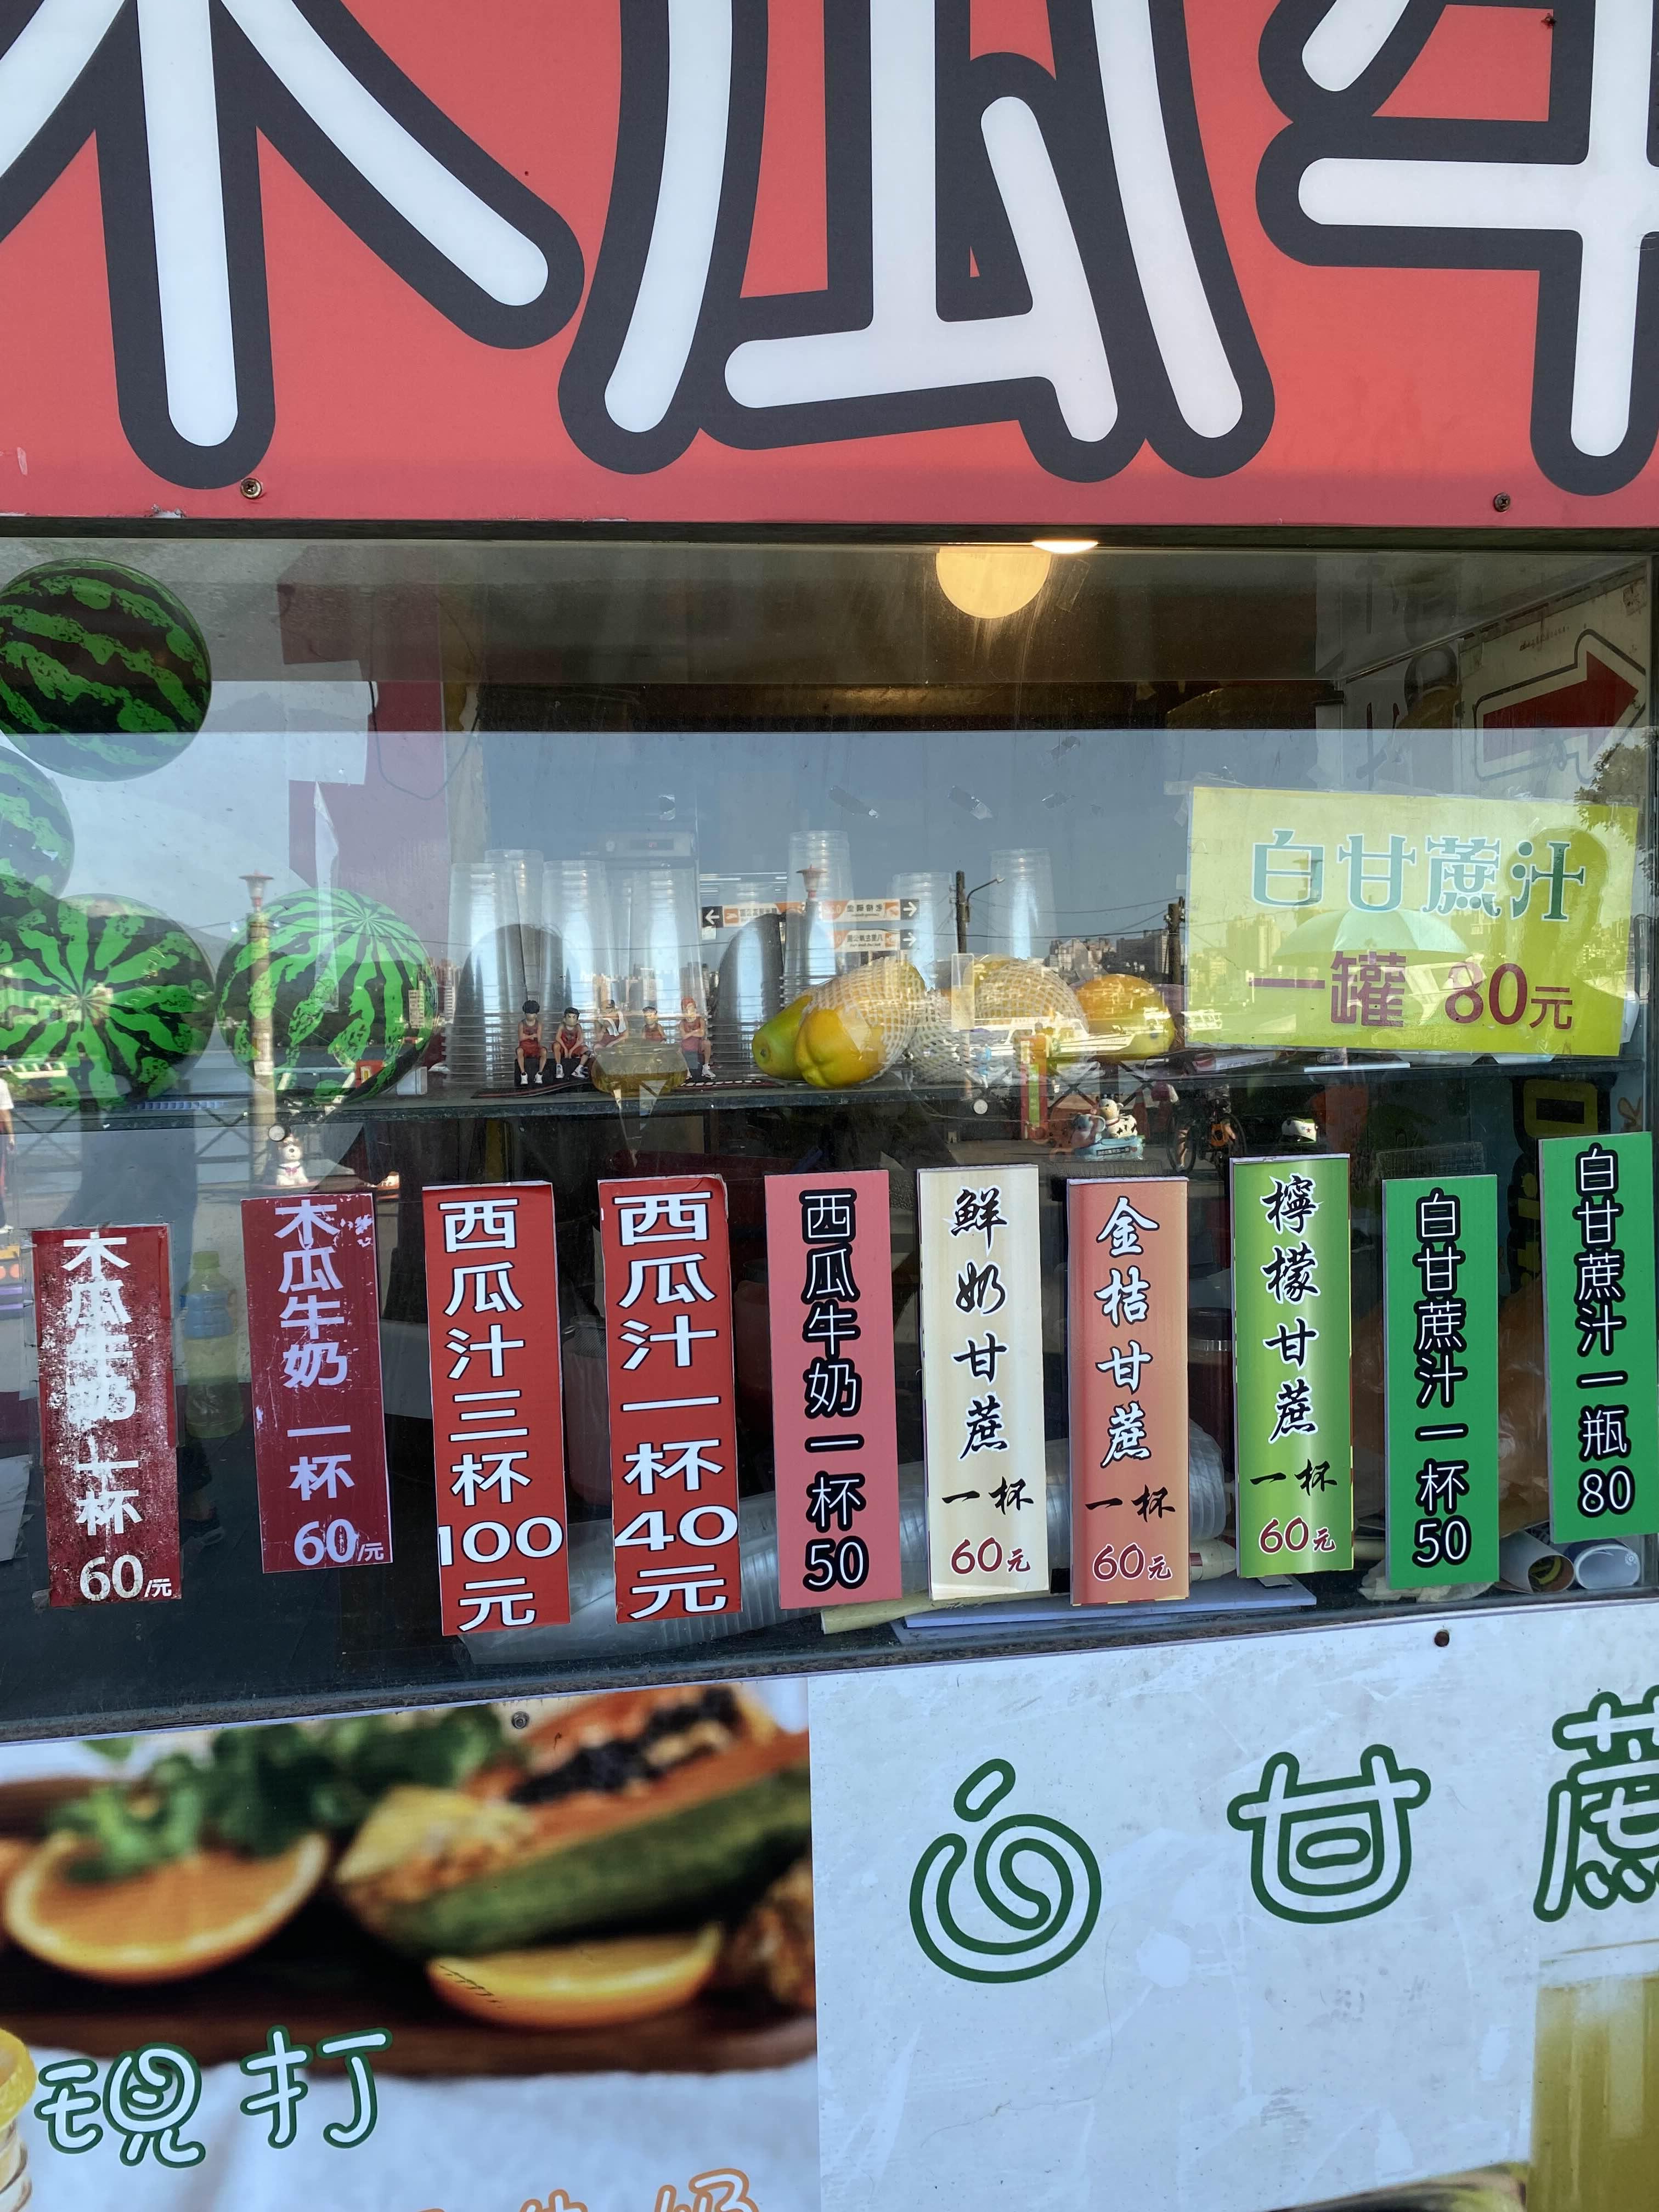 木瓜牛
白甘蔗汁
一罐 80元
木瓜牛奶一杯60/元
木瓜牛奶一杯60/元
西瓜汁三杯100元
西瓜汁一杯40元
西瓜牛奶一杯50
鮮奶甘蔗一杯60元
金桔甘蔗一杯60元
檸檬甘蔗一杯60元
白甘蔗汁一杯50
白甘蔗汁一瓶80
白甘蔗
現打